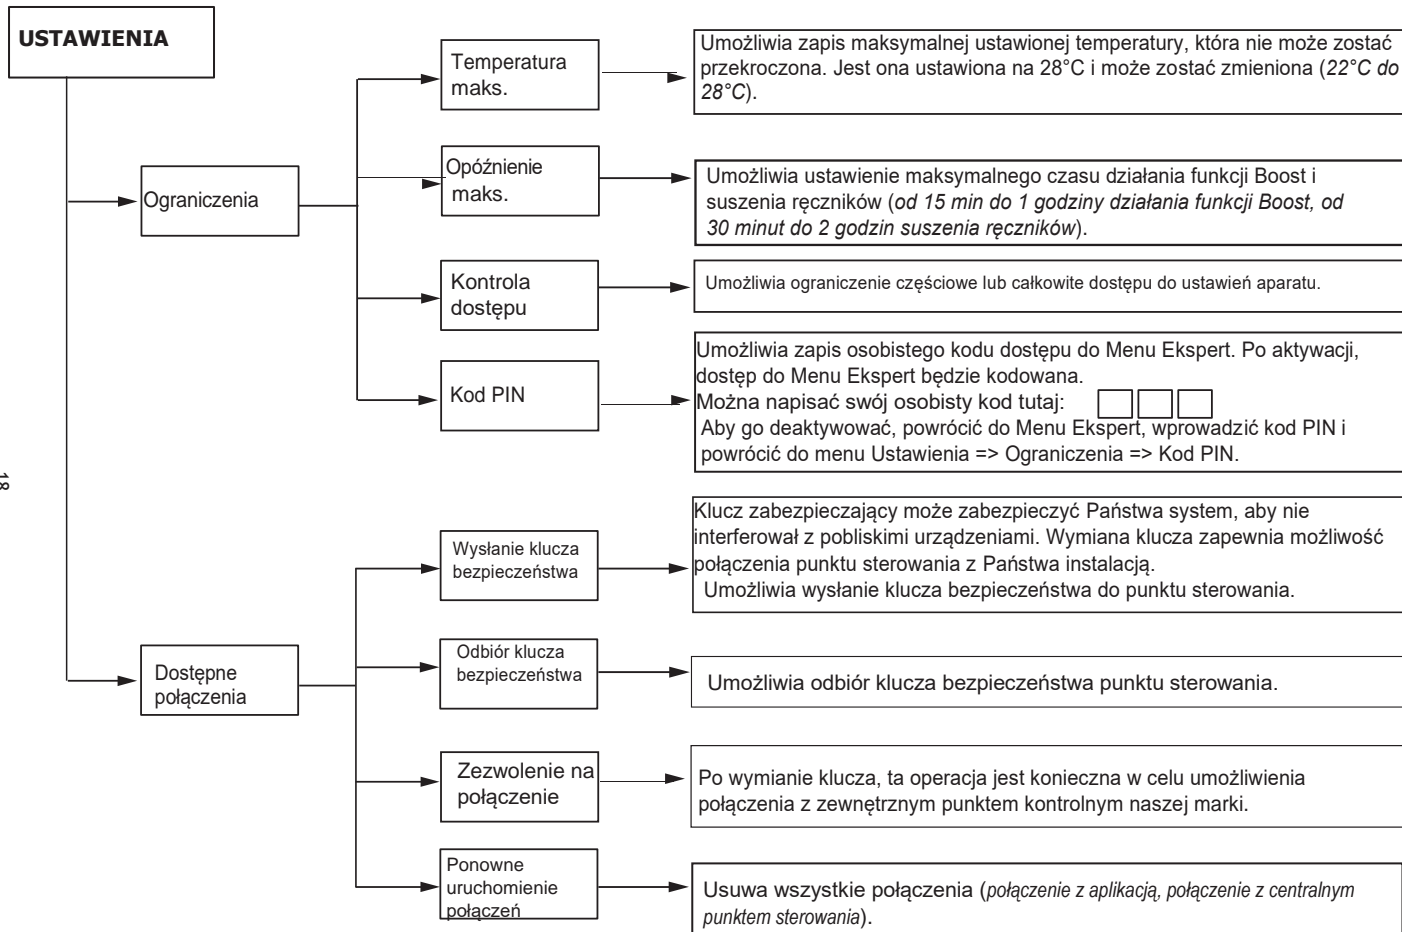 USTAWIENIA
Ograniczenia
Temperatura
maks.
Umożliwia zapis maksymalnej ustawionej temperatury, która nie może zostać
przekroczona. Jest ona ustawiona na 28°C i może zostać zmieniona (22°C do
28°C).
Opóźnienie
maks.
Umożliwia ustawienie maksymalnego czasu działania funkcji Boost i
suszenia ręczników (od 15 min do 1 godziny działania funkcji Boost, od
30 minut do 2 godzin suszenia ręczników).
Kontrola
dostępu
Umożliwia ograniczenie częściowe lub całkowite dostępu do ustawień aparatu.
Kod PIN
Umożliwia zapis osobistego kodu dostępu do Menu Ekspert. Po aktywacji,
dostęp do Menu Ekspert będzie kodowana.
Można napisać swój osobisty kod tutaj:
Aby go deaktywować, powrócić do Menu Ekspert, wprowadzić kod PIN i
powrócić do menu Ustawienia => Ograniczenia => Kod PIN.
18
Dostępne
połączenia
Wysłanie klucza
bezpieczeństwa
Klucz zabezpieczający może zabezpieczyć Państwa system, aby nie
interferował z pobliskimi urządzeniami. Wymiana klucza zapewnia możliwość
połączenia punktu sterowania z Państwa instalacją.
Umożliwia wysłanie klucza bezpieczeństwa do punktu sterowania.
Odbiór klucza
bezpieczeństwa
Umożliwia odbiór klucza bezpieczeństwa punktu sterowania.
Zezwolenie na
połączenie
Po wymianie klucza, ta operacja jest konieczna w celu umożliwienia
połączenia z zewnętrznym punktem kontrolnym naszej marki.
Ponowne
uruchomienie
połączeń
Usuwa wszystkie połączenia (połączenie z aplikacją, połączenie z centralnym
punktem sterowania).